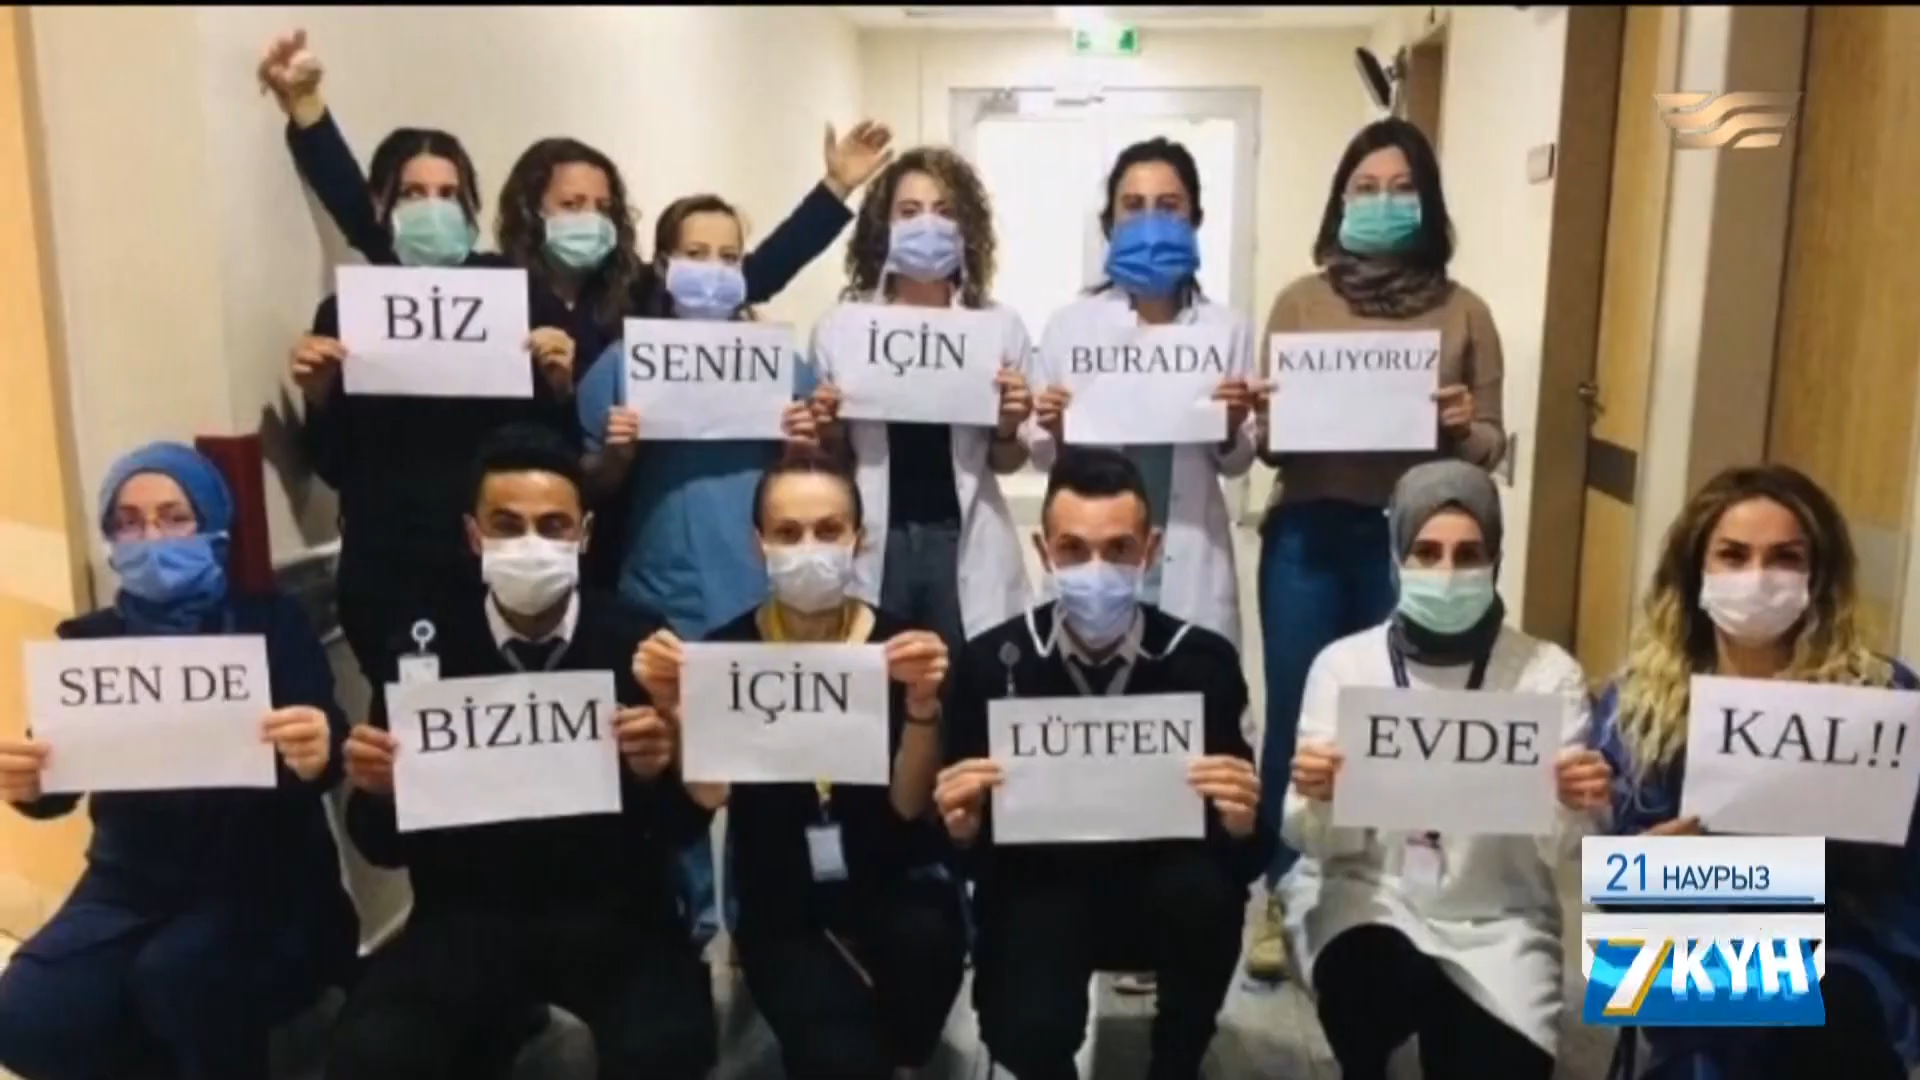 BİZ
SENİN
İÇİN
BURADA
KALIYORUZ
SEN DE
BİZİM
İÇİN
LÜTFEN
EVDE
KAL!!
21 НАУРЫЗ
7 КҮН